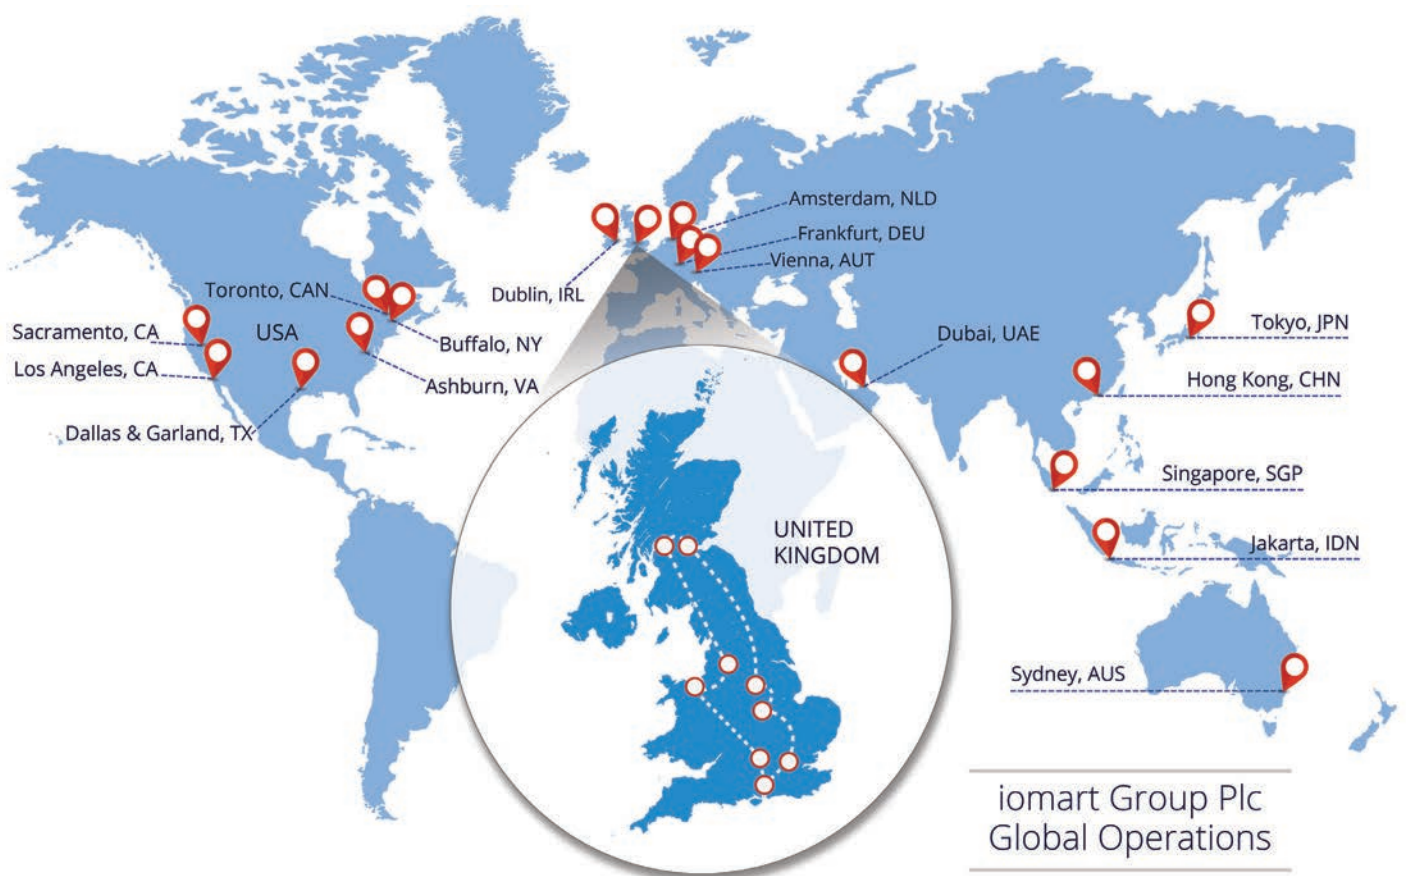 Amsterdam, NLD
Frankfurt, DEU
Vienna, AUT
Dublin, IRL
Toronto, CAN
USA
Sacramento, CA
Los Angeles, CA
Buffalo, NY
Ashburn, VA
Dallas & Garland, TX
Dubai, UAE
Tokyo, JPN
Hong Kong, CHN
Singapore, SGP
Jakarta, IDN
Sydney, AUS
UNITED
KINGDOM
iomart Group Plc
Global Operations